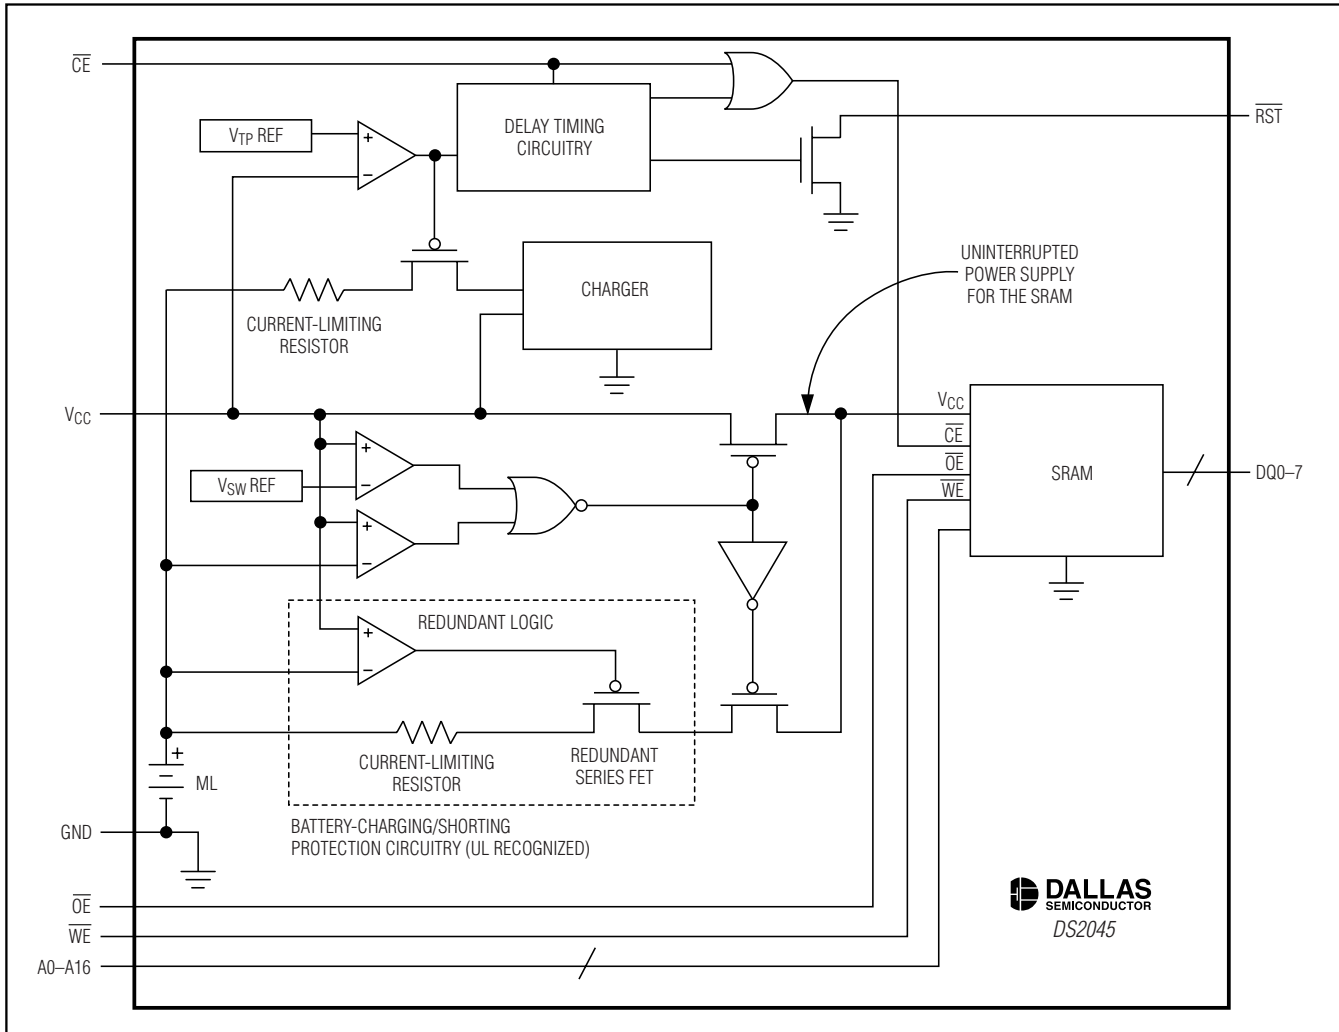 CE
DELAY TIMING
CIRCUITRY
RST
VTP REF
+
−
UNINTERRUPTED
POWER SUPPLY
FOR THE SRAM
CHARGER
CURRENT-LIMITING
RESISTOR
VCC
VCC
CE
OE
WE
SRAM
DQ0–7
+
−
VSW REF
+
−
REDUNDANT LOGIC
+
−
CURRENT-LIMITING
RESISTOR
REDUNDANT
SERIES FET
+
ML
GND
BATTERY-CHARGING/SHORTING
PROTECTION CIRCUITRY (UL RECOGNIZED)
OE
WE
A0–A16
DALLAS
SEMICONDUCTOR
DS2045